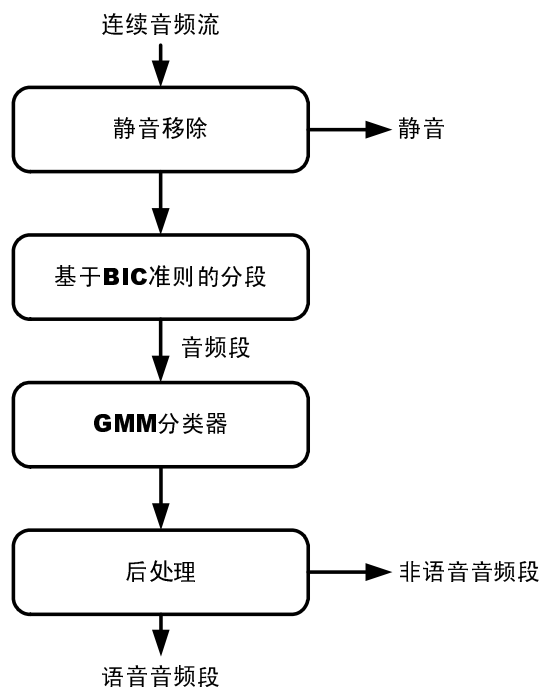 连续音频流
静音移除
静音
基于BIC准则的分段
音频段
GMM分类器
后处理
非语音音频段
语音音频段